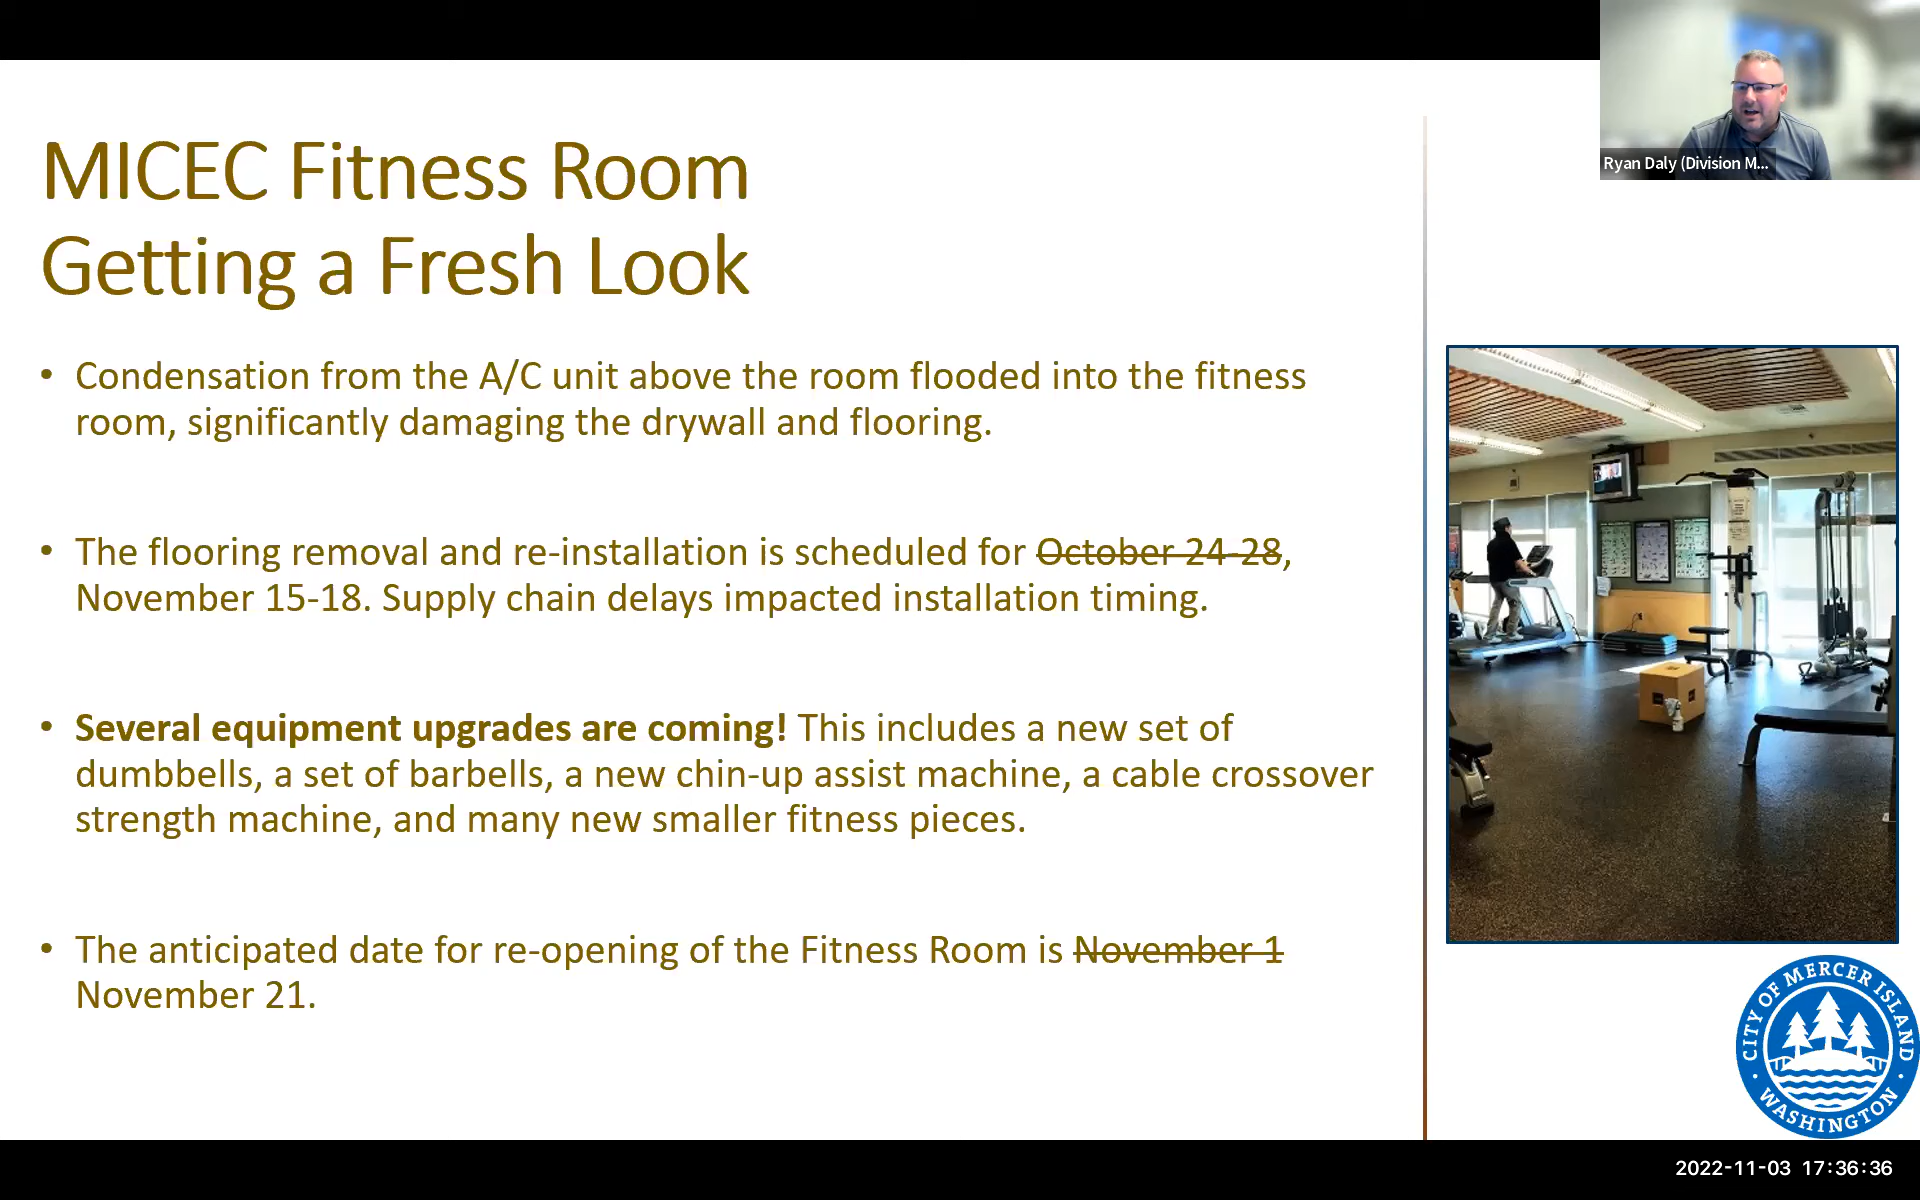 MICEC Fitness Room
Getting a Fresh Look
• Condensation from the A/C unit above the room flooded into the fitness
room, significantly damaging the drywall and flooring.
• The flooring removal and re-installation is scheduled for October 24-28,
November 15-18. Supply chain delays impacted installation timing.
• Several equipment upgrades are coming! This includes a new set of
dumbbells, a set of barbells, a new chin-up assist machine, a cable crossover
strength machine, and many new smaller fitness pieces.
• The anticipated date for re-opening of the Fitness Room is November 1
November 21.
Ryan Daly (Division M...
CITY OF MERCER ISLAND
• WASHINGTON •
2022-11-03 17:36:36